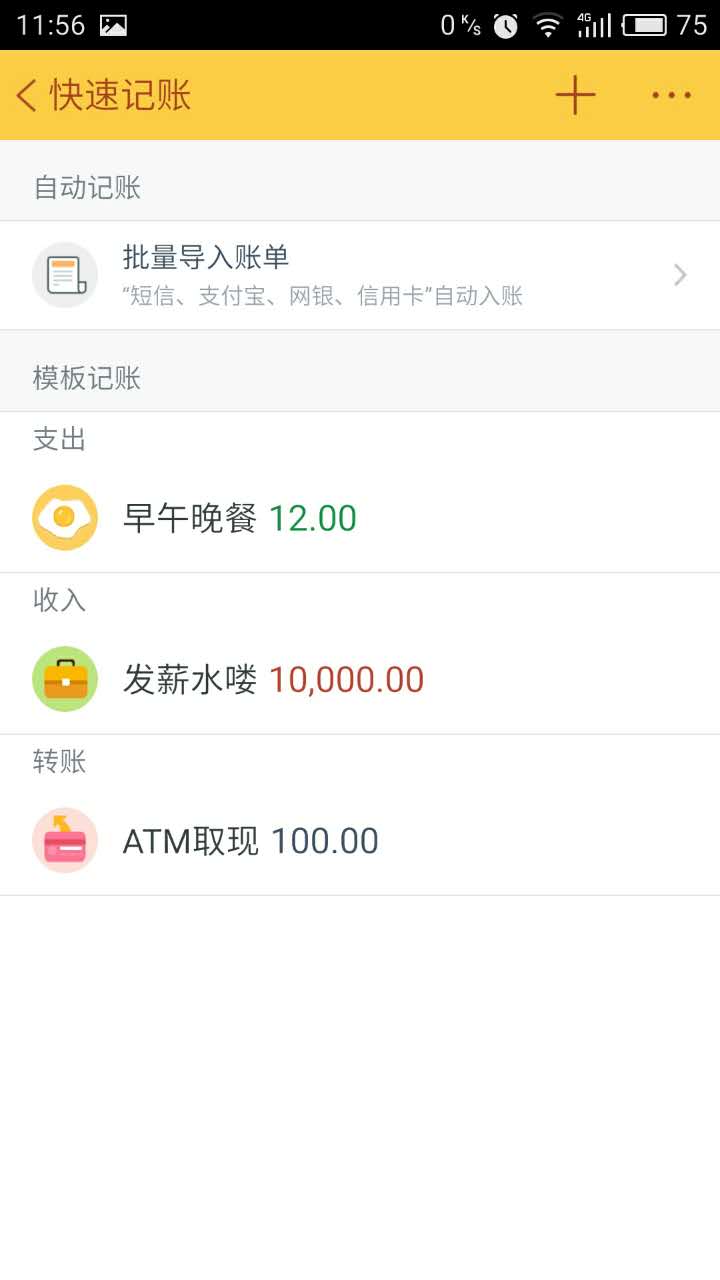 11:56 0 K/s 4G 75
快速记账
自动记账
批量导入账单
“短信、支付宝、网银、信用卡”自动入账
模板记账
支出
早午晚餐 12.00
收入
发薪水喽 10,000.00
转账
ATM取现 100.00